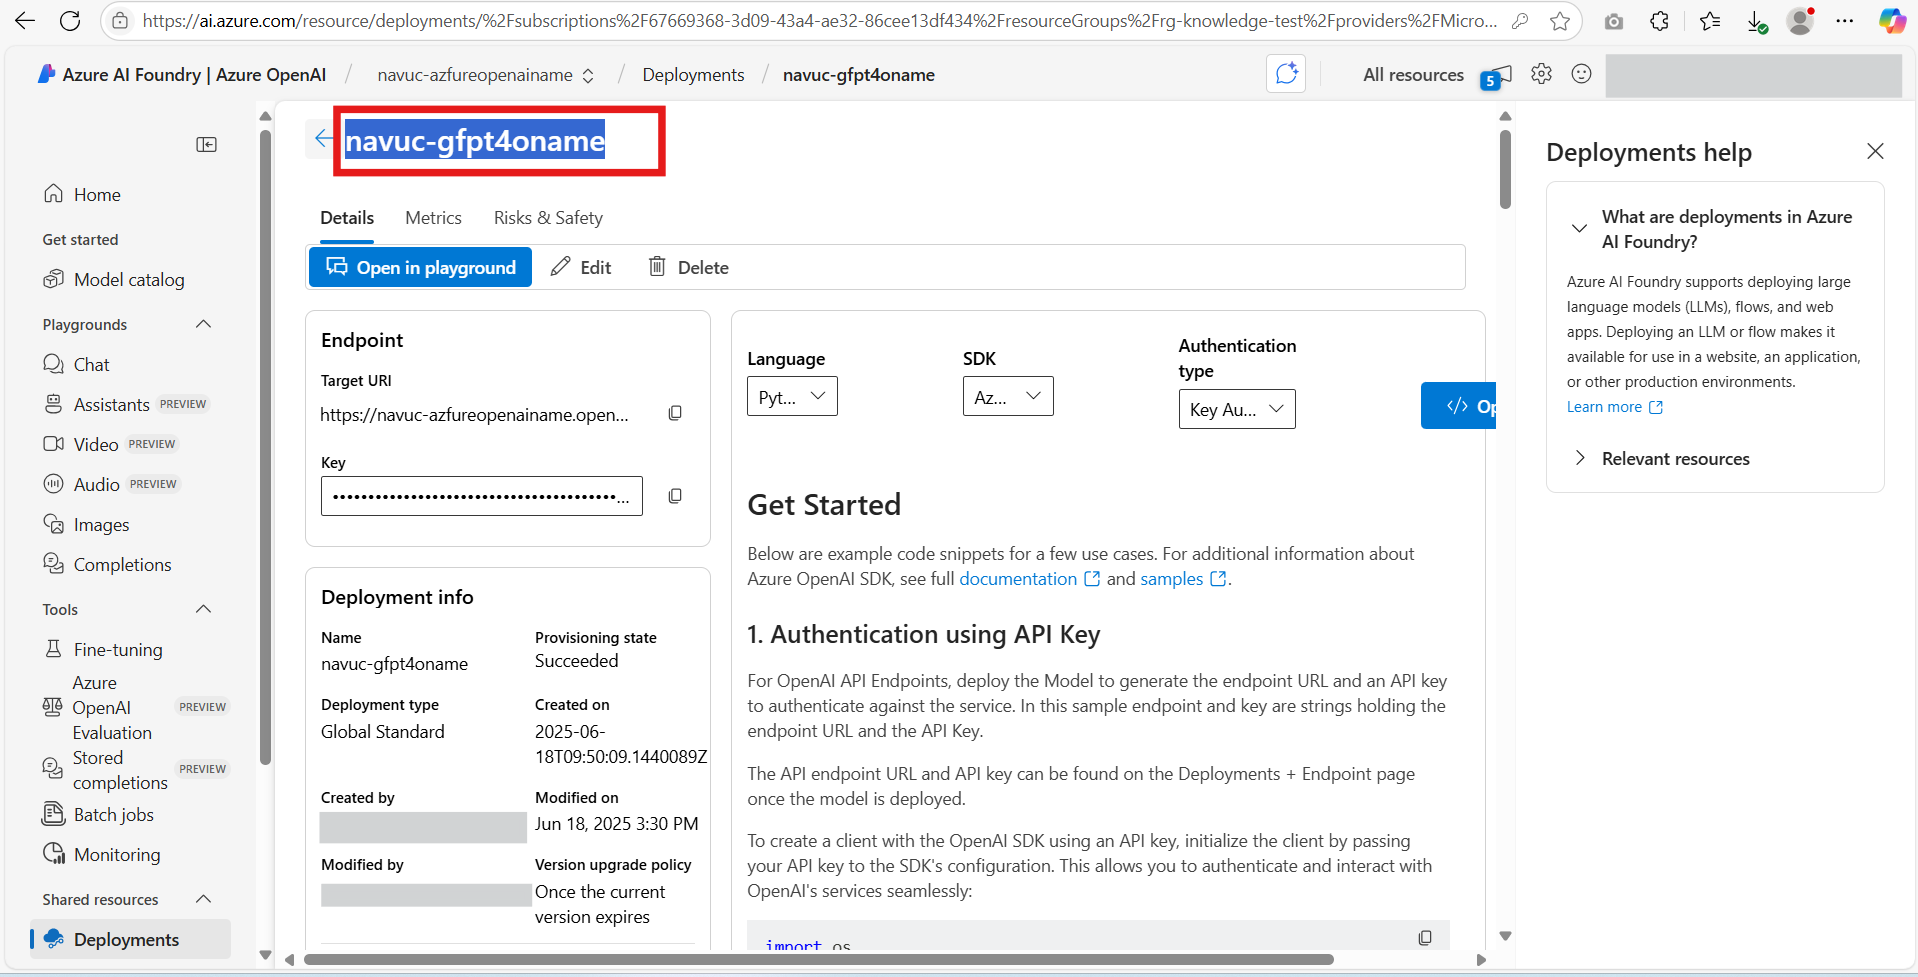 https://ai.azure.com/resource/deployments/%2Fsubscriptions%2F67669368-3d09-43a4-ae32-86cee13df434%2FresourceGroups%2Frg-knowledge-test%2Fproviders%2FMicro...
Azure AI Foundry | Azure OpenAI / navuc-azfureopenainame / Deployments / navuc-gfpt4oname
All resources
5
navuc-gfpt4oname
Home
Get started
Model catalog
Playgrounds
Chat
Assistants PREVIEW
Video PREVIEW
Audio PREVIEW
Images
Completions
Tools
Fine-tuning
Azure
OpenAI PREVIEW
Evaluation
Stored
completions PREVIEW
Batch jobs
Monitoring
Shared resources
Deployments
Details Metrics Risks & Safety
Open in playground Edit Delete
Endpoint
Target URI
https://navuc-azfureopenainame.open...
Key
••••••••••••••••••••••••••••••••••••••••...
Deployment info
Name
navuc-gfpt4oname
Provisioning state
Succeeded
Deployment type
Global Standard
Created on
2025-06-
18T09:50:09.1440089Z
Created by
Modified on
Jun 18, 2025 3:30 PM
Modified by
Version upgrade policy
Once the current
version expires
Language
Pyt...
SDK
Az...
Authentication
type
Key Au...
</> Op
Get Started
Below are example code snippets for a few use cases. For additional information about
Azure OpenAI SDK, see full documentation and samples.
1. Authentication using API Key
For OpenAI API Endpoints, deploy the Model to generate the endpoint URL and an API key
to authenticate against the service. In this sample endpoint and key are strings holding the
endpoint URL and the API Key.
The API endpoint URL and API key can be found on the Deployments + Endpoint page
once the model is deployed.
To create a client with the OpenAI SDK using an API key, initialize the client by passing
your API key to the SDK's configuration. This allows you to authenticate and interact with
OpenAI's services seamlessly:
import os
Deployments help
What are deployments in Azure
AI Foundry?
Azure AI Foundry supports deploying large
language models (LLMs), flows, and web
apps. Deploying an LLM or flow makes it
available for use in a website, an application,
or other production environments.
Learn more
Relevant resources